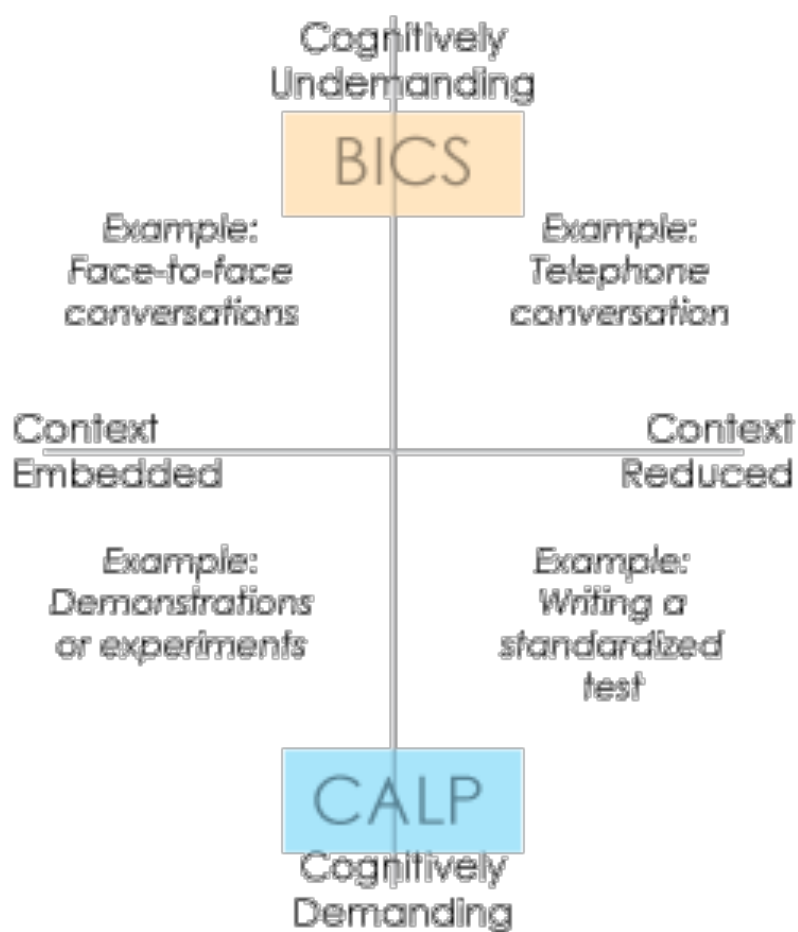 Cognitively
Undemanding
BICS
Example:
Face-to-face
conversations
Example:
Telephone
conversation
Context
Embedded
Context
Reduced
Example:
Demonstrations
or experiments
Example:
Writing a
standardized
test
CALP
Cognitively
Demanding